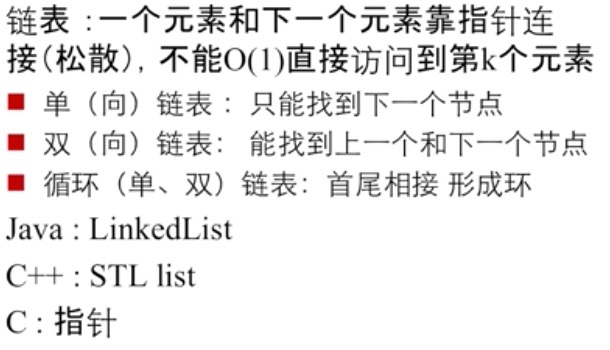 链表 :一个元素和下一个元素靠指针连
接(松散)，不能O(1)直接访问到第k个元素
■ 单（向）链表 ：只能找到下一个节点
■ 双（向）链表： 能找到上一个和下一个节点
■ 循环（单、双）链表：首尾相接 形成环
Java : LinkedList
C++ : STL list
C : 指针